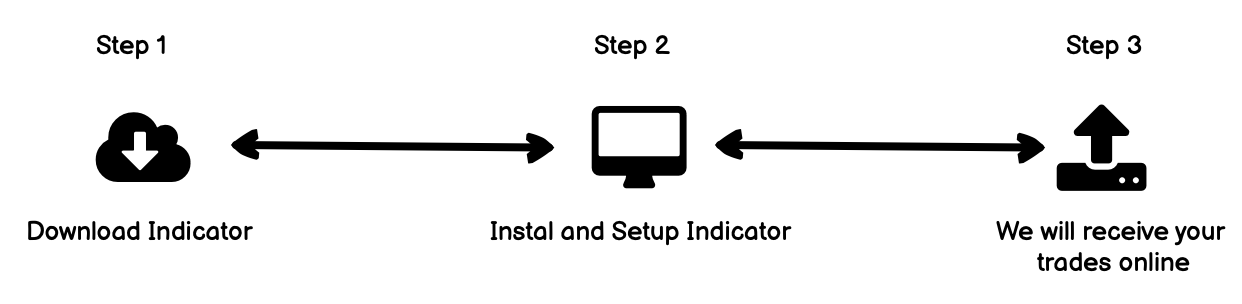 Step 1
Step 2
Step 3
Download Indicator
Instal and Setup Indicator
We will receive your
trades online